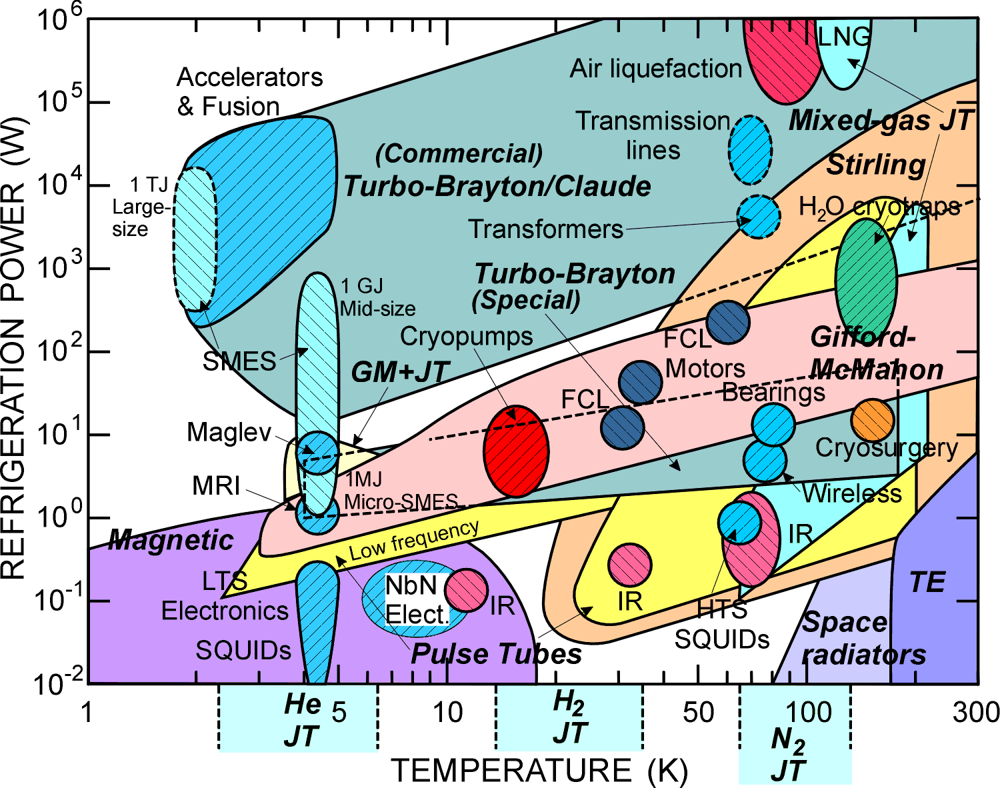 REFRIGERATION POWER (W)
10^6
10^5
10^4
10^3
10^2
10^1
10^0
10^-1
10^-2
Accelerators
& Fusion
Air liquefaction
LNG
Transmission
lines
Mixed-gas JT
(Commercial)
Turbo-Brayton/Claude
Stirling
1 TJ
Large-
size
H2O cryotraps
Transformers
Turbo-Brayton
(Special)
1 GJ
Mid-size
Cryopumps
SMES
GM+JT
FCL
Motors
Gifford-
McMahon
FCL
Bearings
Maglev
Cryosurgery
MRI
1MJ
Micro-SMES
Wireless
Magnetic
Low frequency
IR
LTS
Electronics
NbN
Elect.
IR
IR
HTS
SQUIDs
TE
SQUIDs
Pulse Tubes
Space
radiators
1
5
10
50
100
300
He
JT
H2
JT
N2
JT
TEMPERATURE (K)